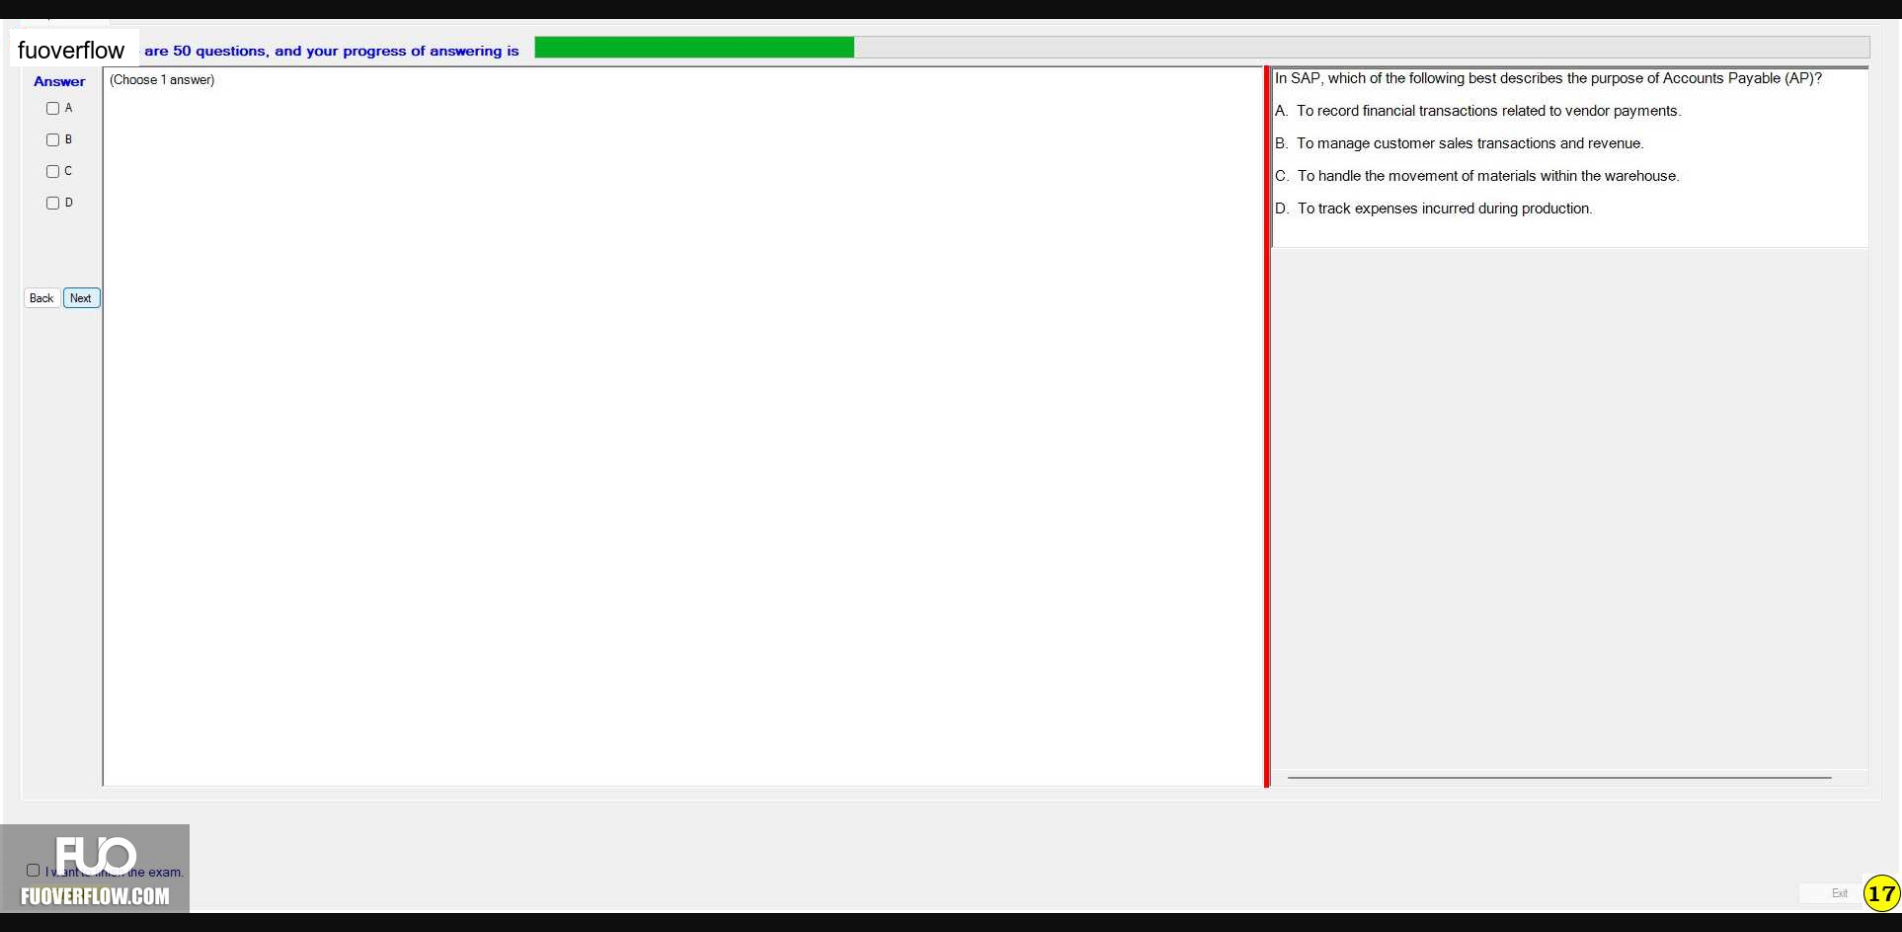 fuoverflow are 50 questions, and your progress of answering is
Answer
(Choose 1 answer)
A
B
C
D
Back Next
In SAP, which of the following best describes the purpose of Accounts Payable (AP)?
A. To record financial transactions related to vendor payments.
B. To manage customer sales transactions and revenue.
C. To handle the movement of materials within the warehouse.
D. To track expenses incurred during production.
FUO
I want to finish the exam.
FUOVERFLOW.COM
Exit
17